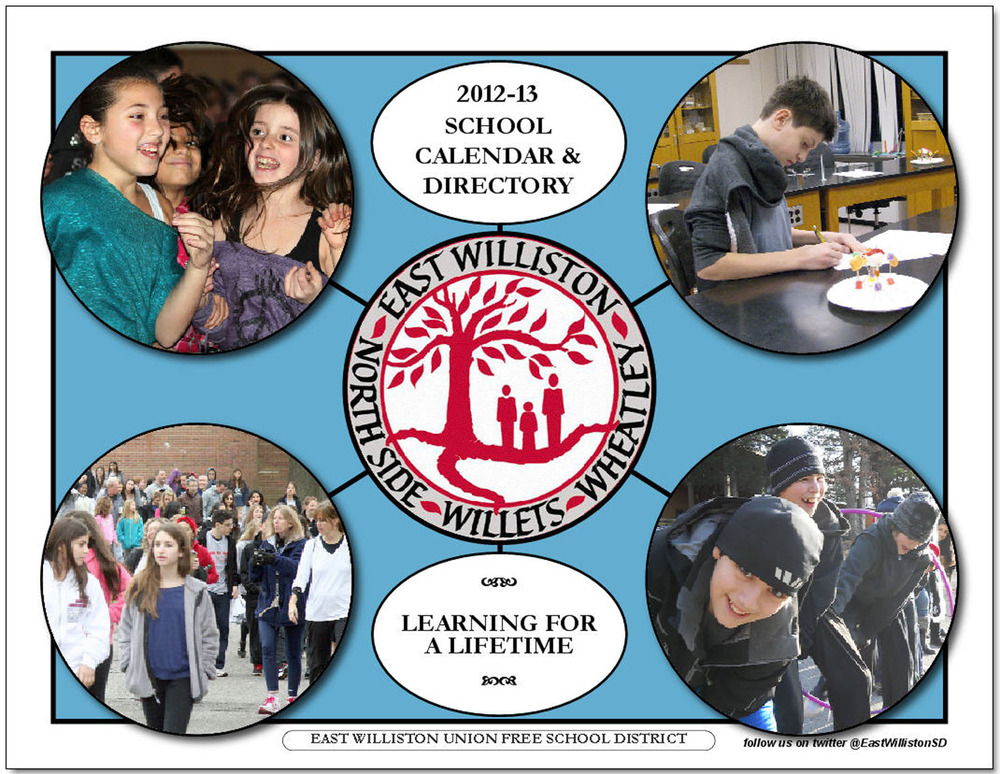 2012-13
SCHOOL
CALENDAR &
DIRECTORY
EAST WILLISTON
NORTH SIDE
WILLETS
WHEATLEY
LEARNING FOR
A LIFETIME
EAST WILLISTON UNION FREE SCHOOL DISTRICT
follow us on twitter @EastWillistonSD